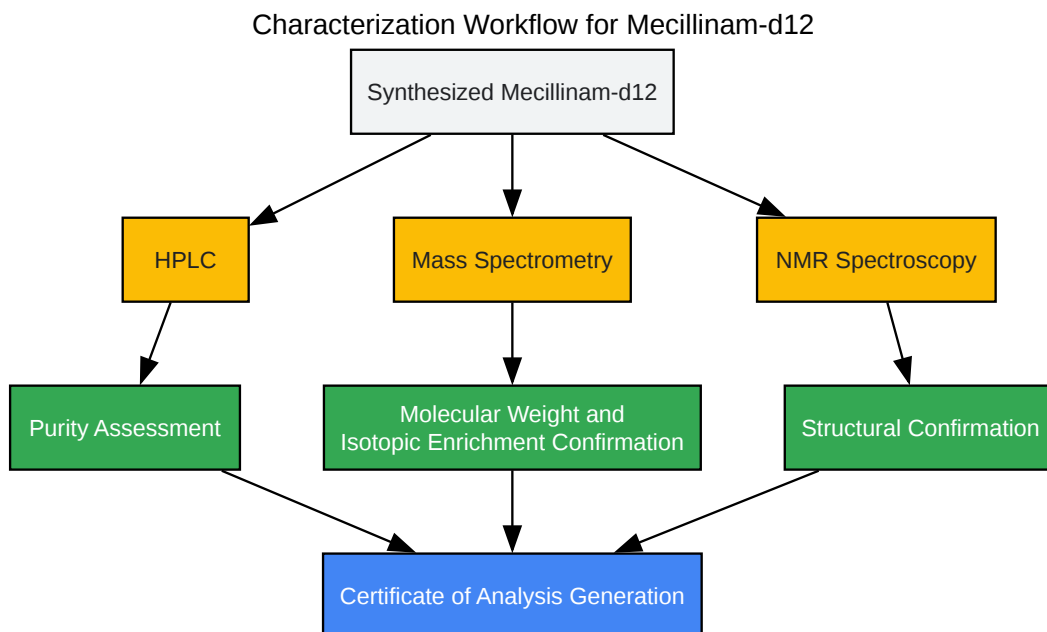 Characterization Workflow for Mecillinam-d12
Synthesized Mecillinam-d12
HPLC
Mass Spectrometry
NMR Spectroscopy
Purity Assessment
Molecular Weight and
Isotopic Enrichment Confirmation
Structural Confirmation
Certificate of Analysis Generation